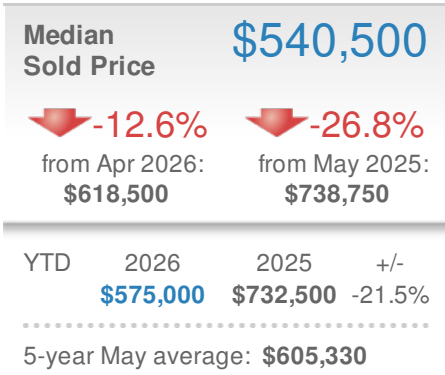 Median
Sold Price
$540,500
-12.6% -26.8%
from Apr 2026: from May 2025:
$618,500 $738,750
YTD 2026 2025 +/-
$575,000 $732,500 -21.5%
5-year May average: $605,330